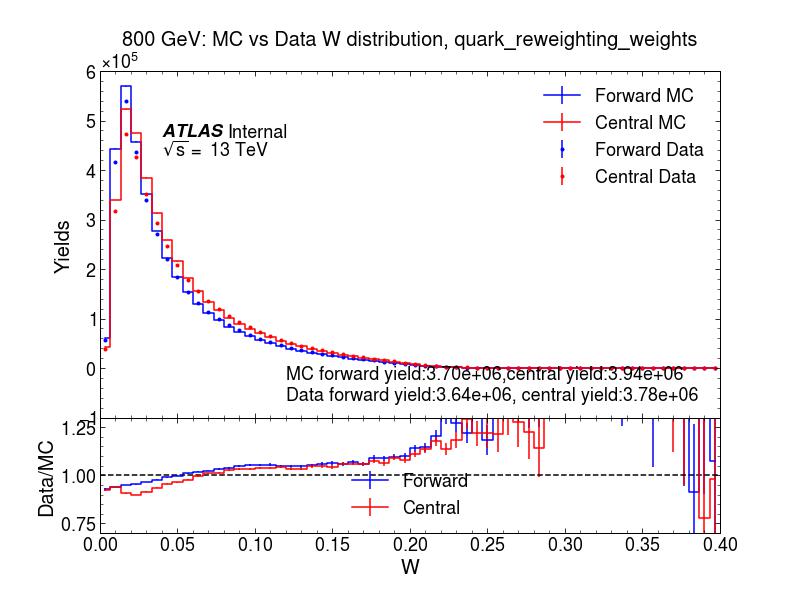 800 GeV: MC vs Data W distribution, quark_reweighting_weights
×10⁵
6
5
4
3
2
1
0
1
Yields
ATLAS Internal
√s = 13 TeV
Forward MC
Central MC
Forward Data
Central Data
MC forward yield:3.70e+06,central yield:3.94e+06
Data forward yield:3.64e+06, central yield:3.78e+06
1.25
1.00
0.75
Data/MC
Forward
Central
0.00 0.05 0.10 0.15 0.20 0.25 0.30 0.35 0.40
W